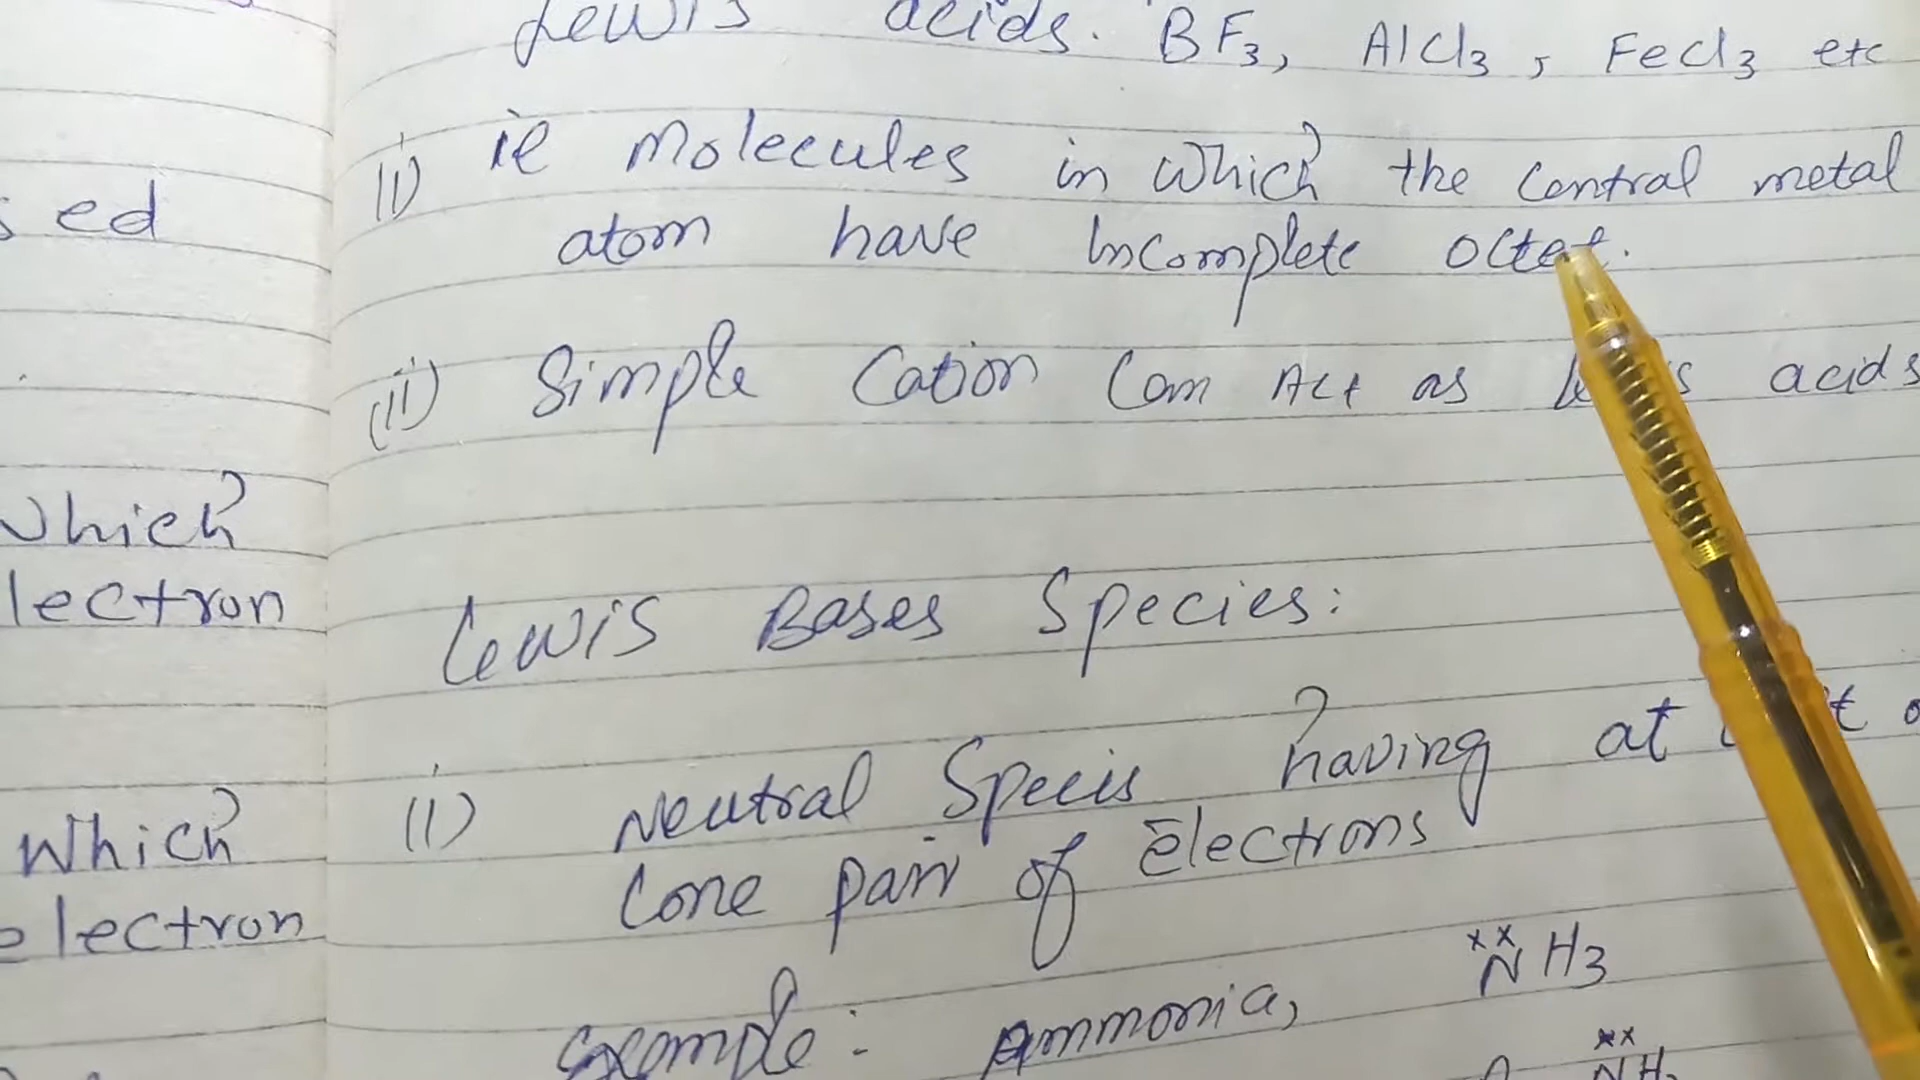 ed
which
lectron
which
electron
Lewis acids. BF3, AlCl3, FeCl3 etc
(i) ie molecules in which the central metal
atom have incomplete octet.
(ii) Simple Cation Can Act as acids
Lewis Bases Species:
(i) Neutral Specis having at
lone pair of electrons
example: Ammonia, NH3